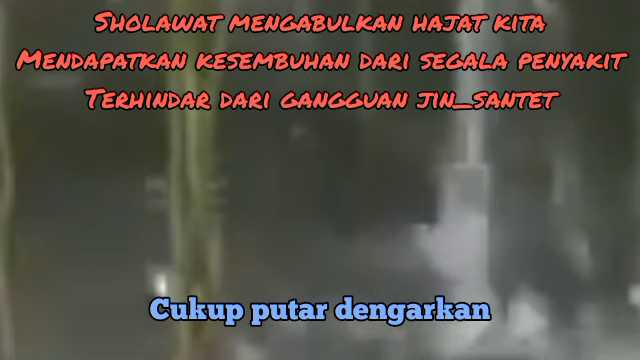 Sholawat mengabulkan hajat kita
Mendapatkan kesembuhan dari segala penyakit
Terhindar dari gangguan jin_santet
Cukup putar dengarkan